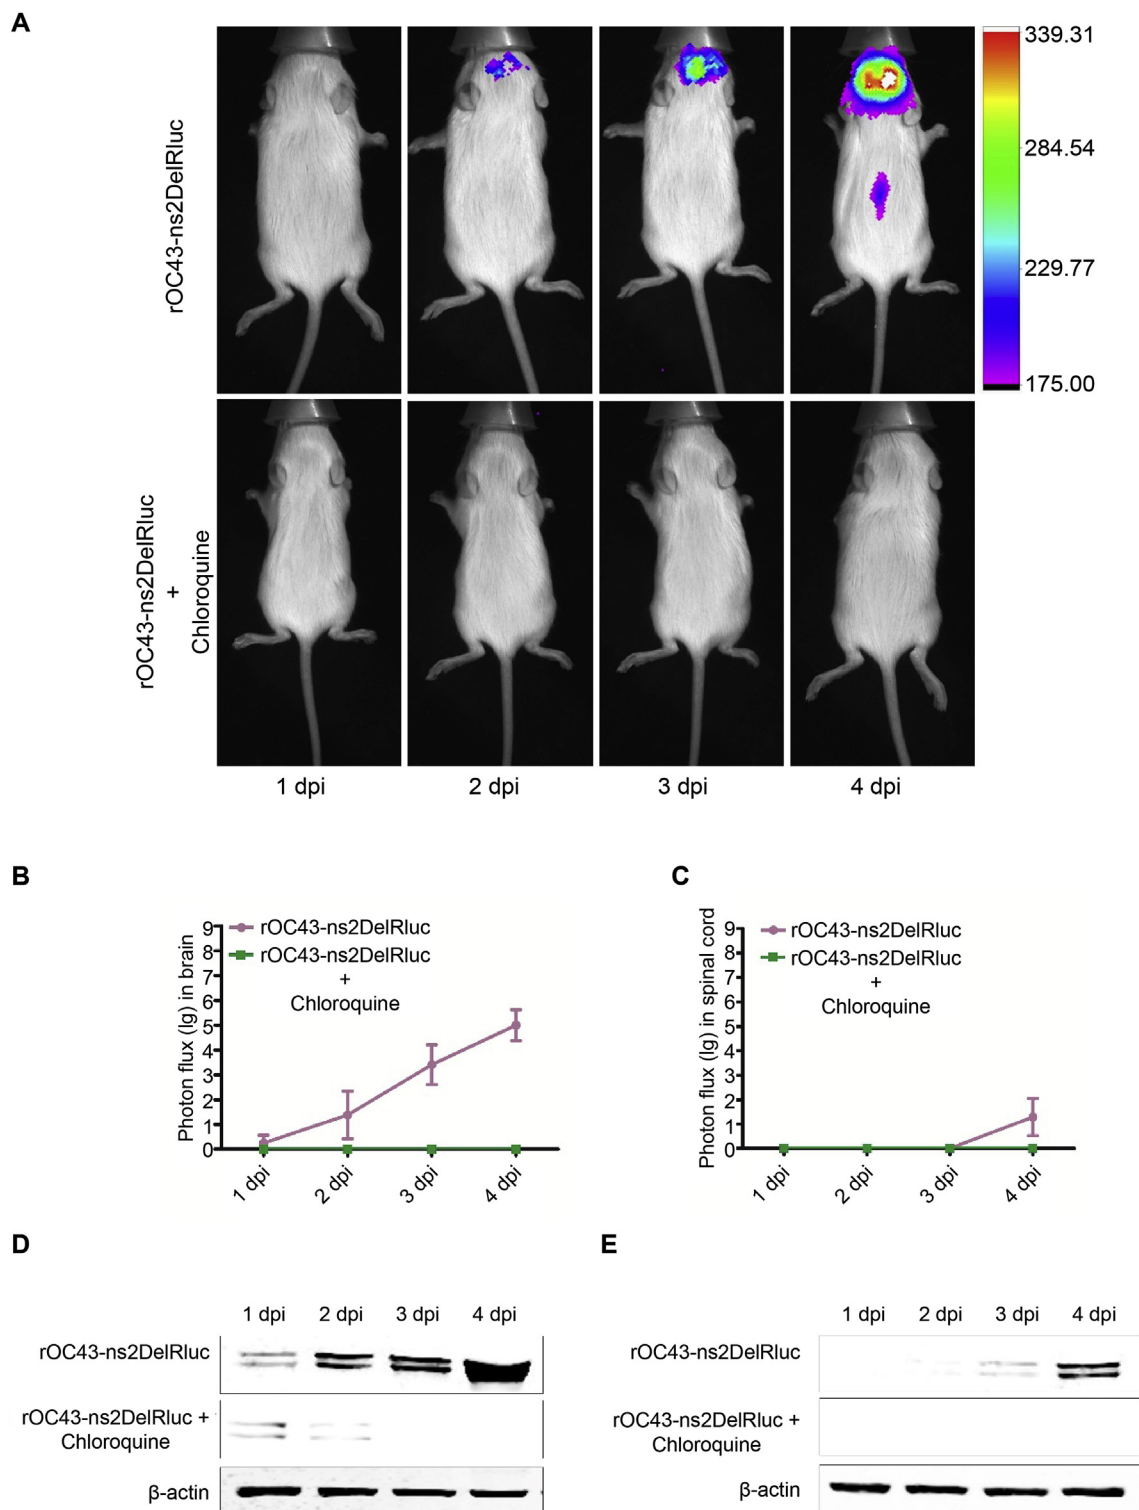 A
rOC43-ns2DelRluc
339.31
284.54
229.77
175.00
rOC43-ns2DelRluc
+
Chloroquine
1 dpi
2 dpi
3 dpi
4 dpi
B
Photon flux (lg) in brain
9
8
7
6
5
4
3
2
1
0
rOC43-ns2DelRluc
rOC43-ns2DelRluc
+
Chloroquine
1 dpi
2 dpi
3 dpi
4 dpi
C
Photon flux (lg) in spinal cord
9
8
7
6
5
4
3
2
1
0
rOC43-ns2DelRluc
rOC43-ns2DelRluc
+
Chloroquine
1 dpi
2 dpi
3 dpi
4 dpi
D
1 dpi 2 dpi 3 dpi 4 dpi
rOC43-ns2DelRluc
rOC43-ns2DelRluc +
Chloroquine
β-actin
E
1 dpi 2 dpi 3 dpi 4 dpi
rOC43-ns2DelRluc
rOC43-ns2DelRluc +
Chloroquine
β-actin